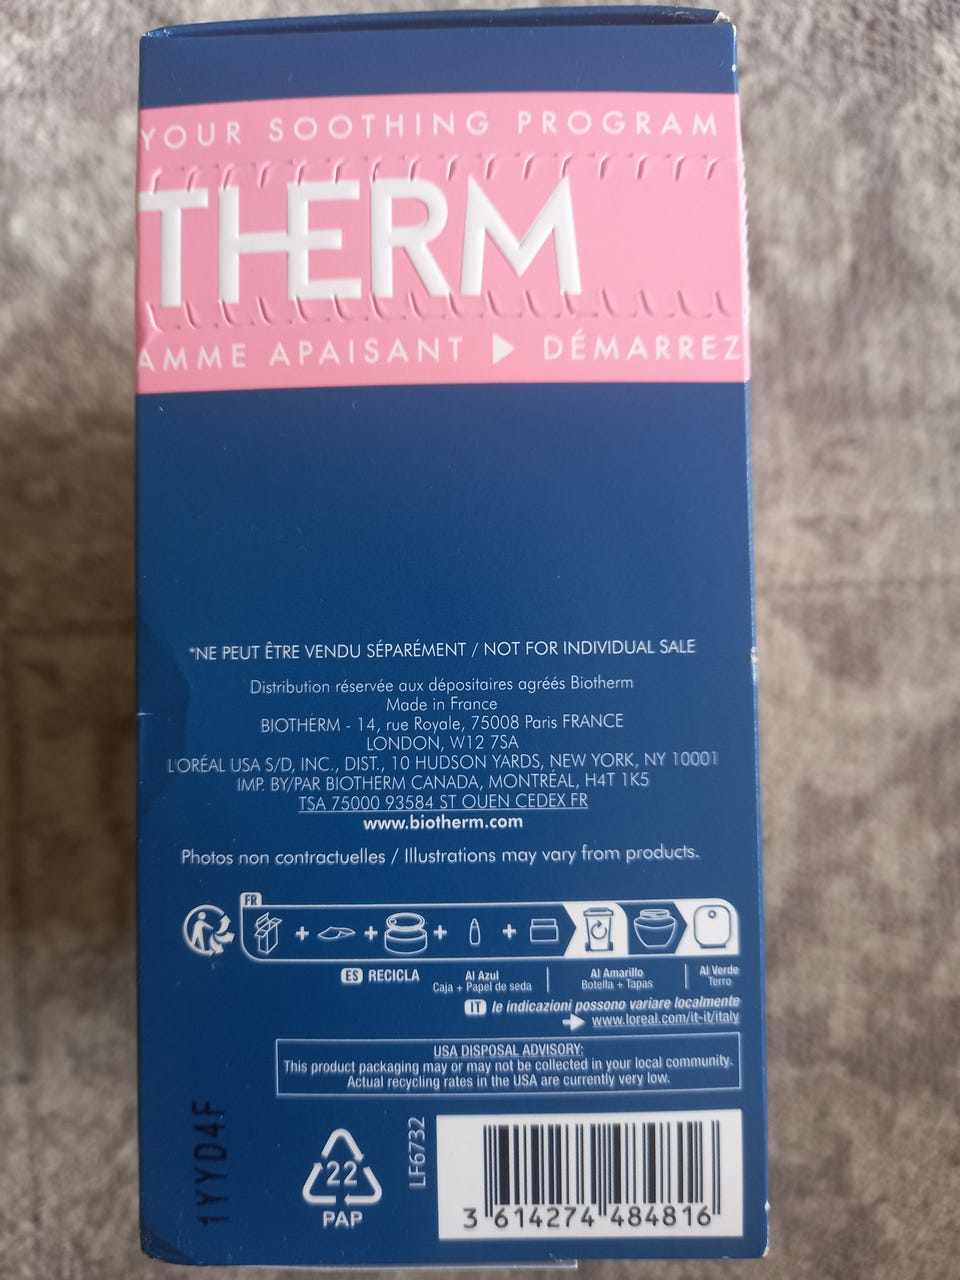 YOUR SOOTHING PROGRAM
THERM
AMME APAISANT ▶ DÉMARREZ
*NE PEUT ÊTRE VENDU SÉPARÉMENT / NOT FOR INDIVIDUAL SALE
Distribution réservée aux dépositaires agréés Biotherm
Made in France
BIOTHERM - 14, rue Royale, 75008 Paris FRANCE
LONDON, W12 7SA
L'ORÉAL USA S/D, INC., DIST., 10 HUDSON YARDS, NEW YORK, NY 10001
IMP. BY/PAR BIOTHERM CANADA, MONTRÉAL, H4T 1K5
TSA 75000 93584 ST OUEN CEDEX FR
www.biotherm.com
Photos non contractuelles / Illustrations may vary from products.
FR
+ + + +
ES RECICLA Al Azul Al Amarillo Al Verde
Caja + Papel de seda Botella + Tapas Terro
IT le indicazioni possono variare localmente
www.loreal.com/it-it/italy
USA DISPOSAL ADVISORY:
This product packaging may or may not be collected in your local community.
Actual recycling rates in the USA are currently very low.
1YYD4F
22
PAP
LF6732
3 614274 484816